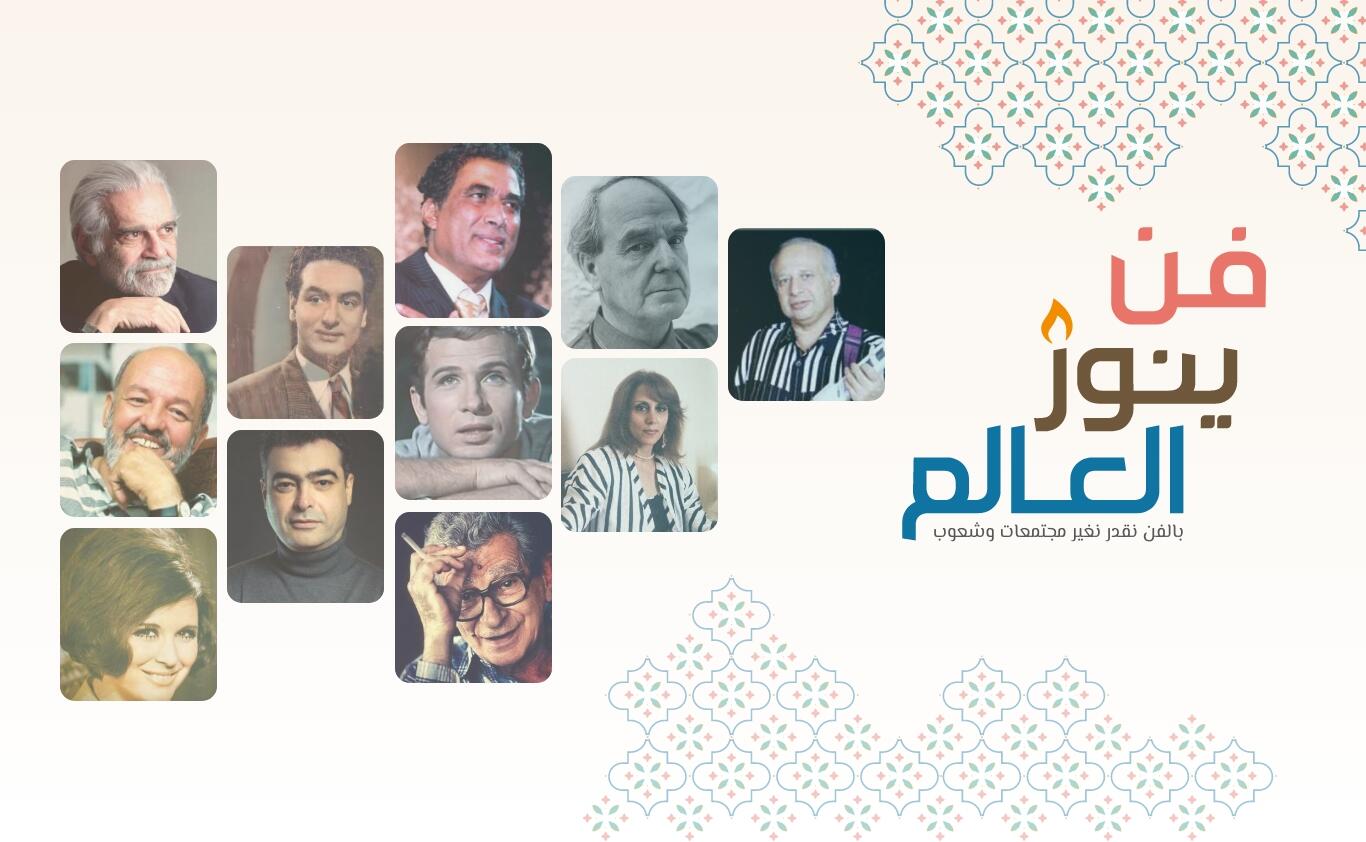 فن
ينور
العالم
بالفن نقدر نغير مجتمعات وشعوب